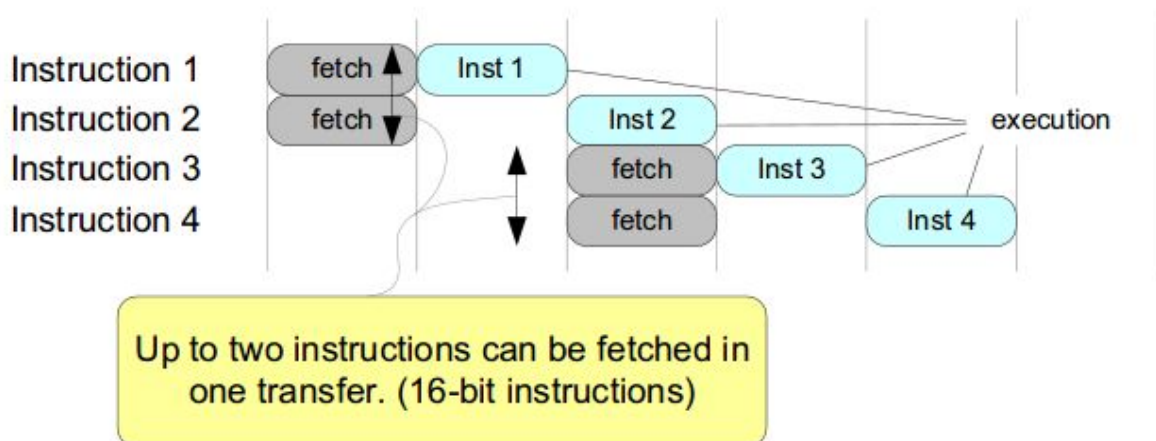 Instruction 1 fetch Inst 1
Instruction 2 fetch Inst 2 execution
Instruction 3 fetch Inst 3
Instruction 4 fetch Inst 4
Up to two instructions can be fetched in
one transfer. (16-bit instructions)